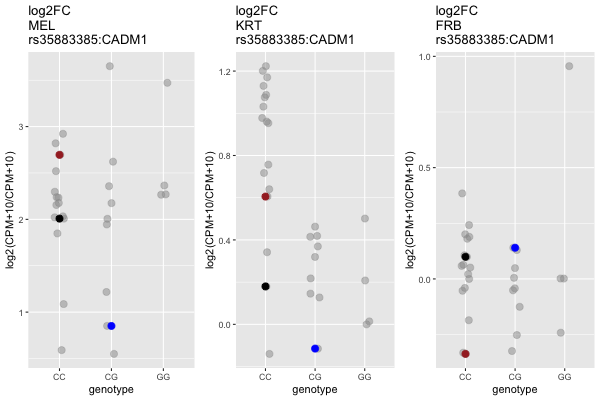 log2FC
MEL
rs35883385:CADM1
log2(CPM+10/CPM+10)
3
2
1
CC
CG
GG
genotype
log2FC
KRT
rs35883385:CADM1
log2(CPM+10/CPM+10)
1.2
0.8
0.4
0.0
CC
CG
GG
genotype
log2FC
FRB
rs35883385:CADM1
log2(CPM+10/CPM+10)
1.0
0.5
0.0
CC
CG
GG
genotype